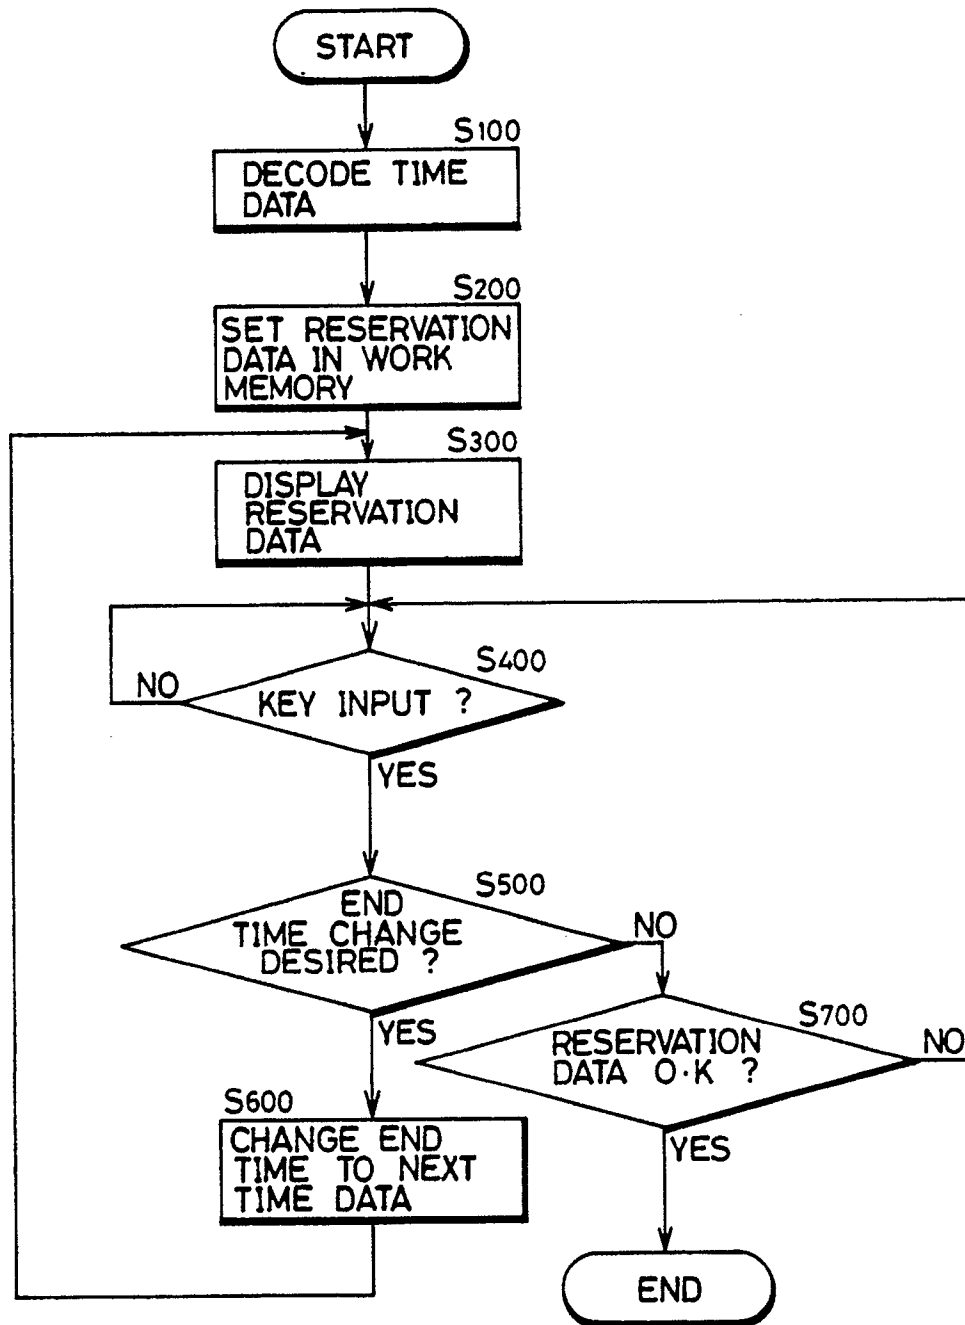 START
S100
DECODE TIME
DATA
S200
SET RESERVATION
DATA IN WORK
MEMORY
S300
DISPLAY
RESERVATION
DATA
S400
NO
KEY INPUT ?
YES
S500
END
TIME CHANGE
DESIRED ?
NO
YES
S700
RESERVATION
DATA O·K ?
NO
S600
CHANGE END
TIME TO NEXT
TIME DATA
YES
END